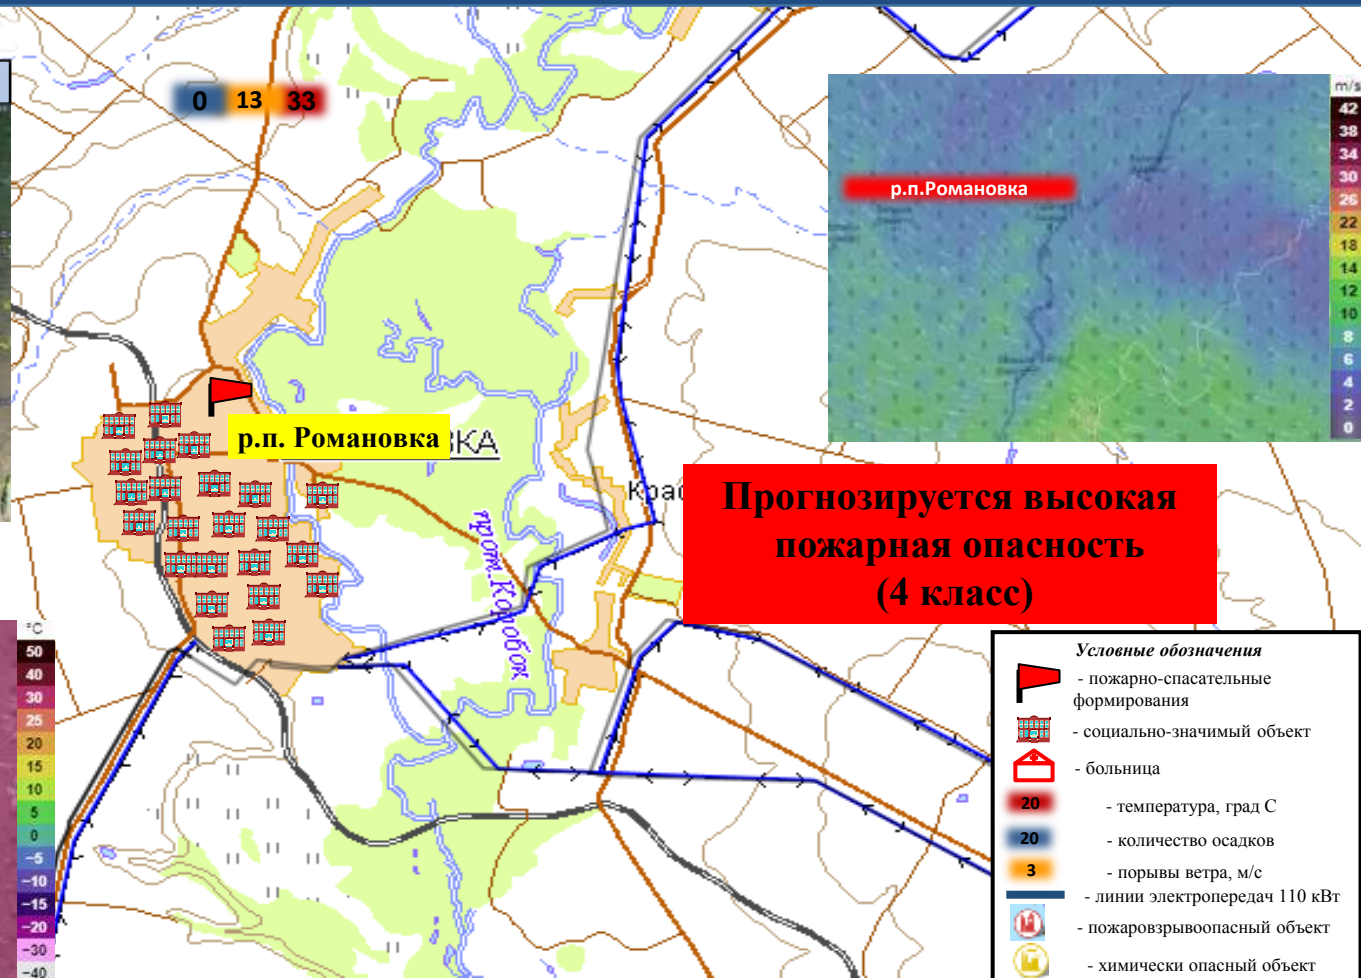 0 13 33
m/s
42
38
34
30
26
22
18
14
12
10
8
6
4
2
0
р.п.Романовка
р.п. Романовка
КА
Крас
Прогнозируется высокая
пожарная опасность
(4 класс)
прот. Коробок
°C
50
40
30
25
20
15
10
5
0
−5
−10
−15
−20
−30
−40
Условные обозначения
- пожарно-спасательные
формирования
- социально-значимый объект
- больница
20 - температура, град С
20 - количество осадков
3 - порывы ветра, м/с
- линии электропередач 110 кВт
- пожаровзрывоопасный объект
- химически опасный объект